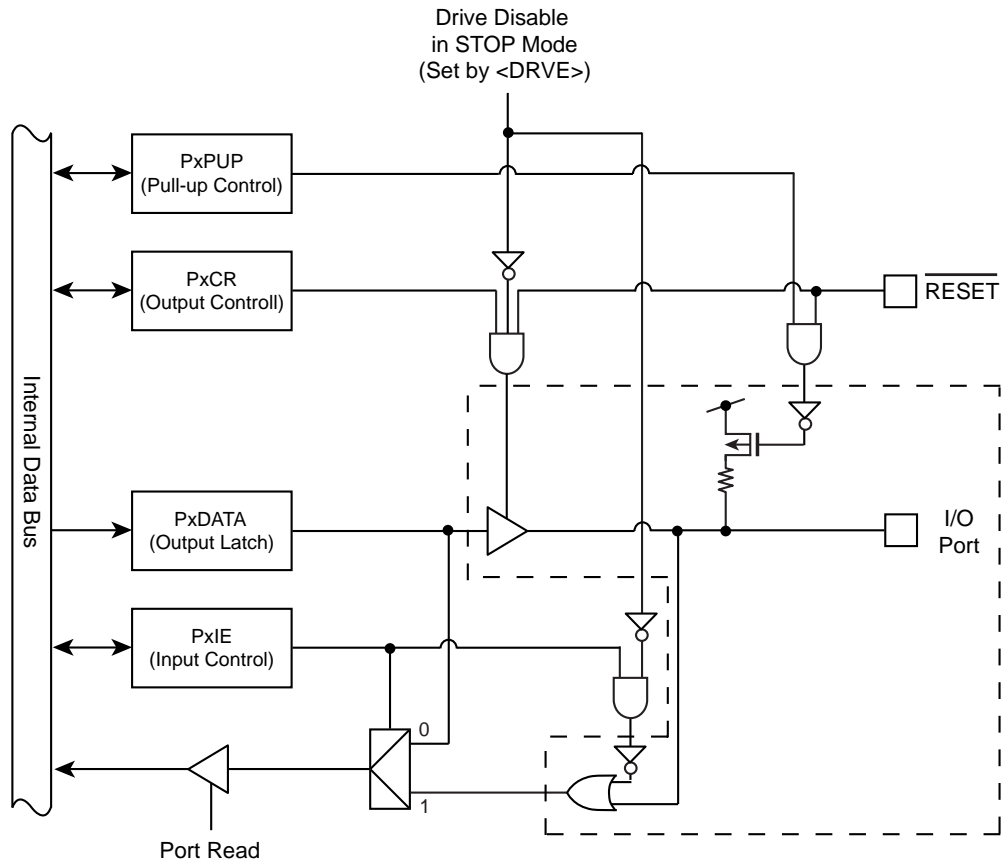 Drive Disable
in STOP Mode
(Set by <DRVE>)
PxPUP
(Pull-up Control)
PxCR
(Output Controll)
RESET
Internal Data Bus
PxDATA
(Output Latch)
I/O
Port
PxIE
(Input Control)
0
1
Port Read